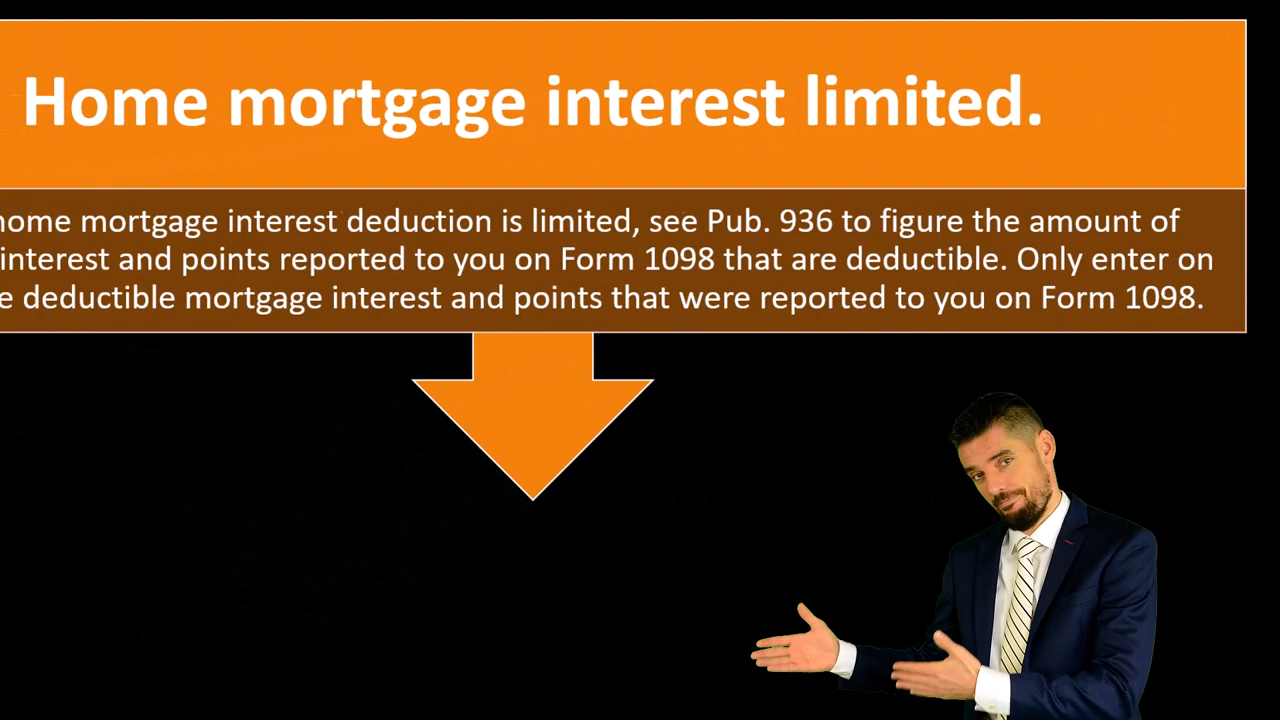 Home mortgage interest limited.
home mortgage interest deduction is limited, see Pub. 936 to figure the amount of
interest and points reported to you on Form 1098 that are deductible. Only enter on
deductible mortgage interest and points that were reported to you on Form 1098.